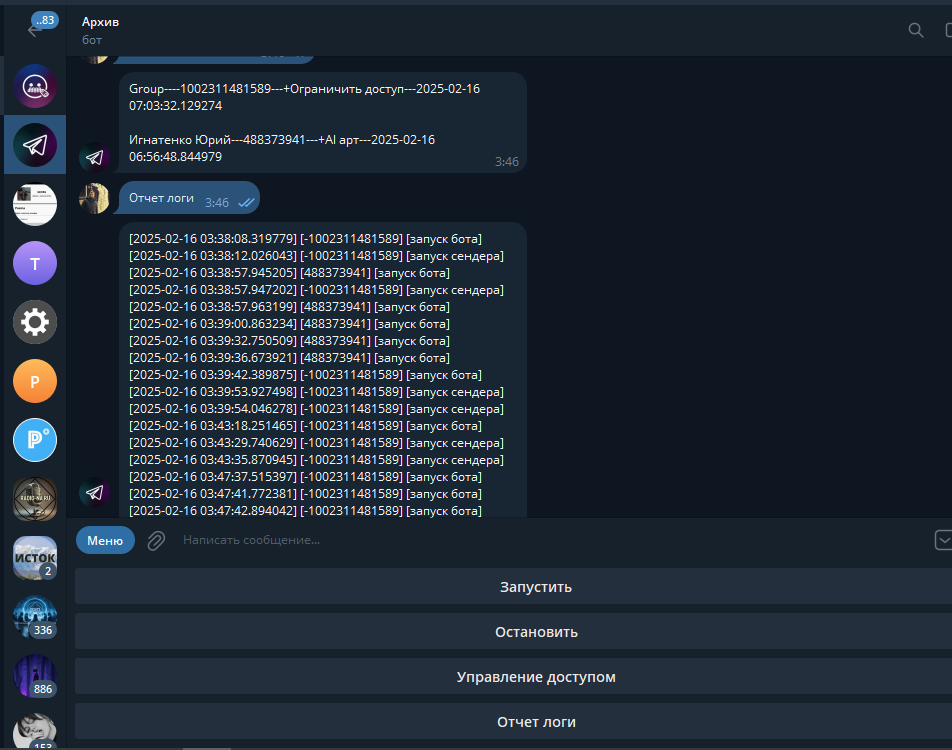 ..83
Архив
бот
Group----1002311481589---+Ограничить доступ---2025-02-16
07:03:32.129274
Игнатенко Юрий---488373941---+AI арт---2025-02-16
06:56:48.844979
3:46
Отчет логи
3:46
[2025-02-16 03:38:08.319779] [-1002311481589] [запуск бота]
[2025-02-16 03:38:12.026043] [-1002311481589] [запуск сендера]
[2025-02-16 03:38:57.945205] [488373941] [запуск бота]
[2025-02-16 03:38:57.947202] [-1002311481589] [запуск сендера]
[2025-02-16 03:38:57.963199] [488373941] [запуск бота]
[2025-02-16 03:39:00.863234] [488373941] [запуск бота]
[2025-02-16 03:39:32.750509] [488373941] [запуск бота]
[2025-02-16 03:39:36.673921] [488373941] [запуск бота]
[2025-02-16 03:39:42.389875] [-1002311481589] [запуск бота]
[2025-02-16 03:39:53.927498] [-1002311481589] [запуск сендера]
[2025-02-16 03:39:54.046278] [-1002311481589] [запуск сендера]
[2025-02-16 03:43:18.251465] [-1002311481589] [запуск бота]
[2025-02-16 03:43:29.740629] [-1002311481589] [запуск сендера]
[2025-02-16 03:43:35.870945] [-1002311481589] [запуск сендера]
[2025-02-16 03:47:37.515397] [-1002311481589] [запуск бота]
[2025-02-16 03:47:41.772381] [-1002311481589] [запуск бота]
[2025-02-16 03:47:42.894042] [-1002311481589] [запуск бота]
Т
Р
P
RADIO-NA.RU
ИСТОК
2
336
886
153
Меню
Написать сообщение...
Запустить
Остановить
Управление доступом
Отчет логи